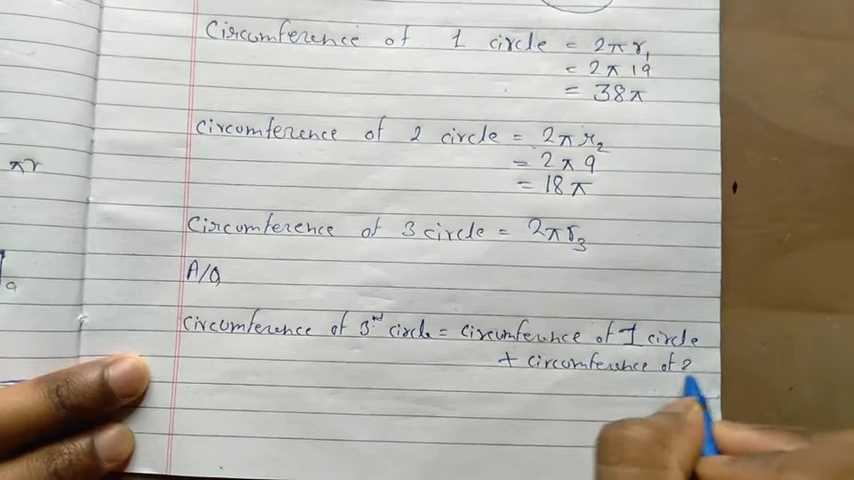 Circumference of 1 circle = 2πr₁
= 2π 19
= 38π
circumference of 2 circle = 2πr₂
= 2π 9
= 18π
Circumference of 3 circle = 2πr₃
A/Q
circumference of 3rd circle = circumference of 1 circle
+ circumference of 2
πr